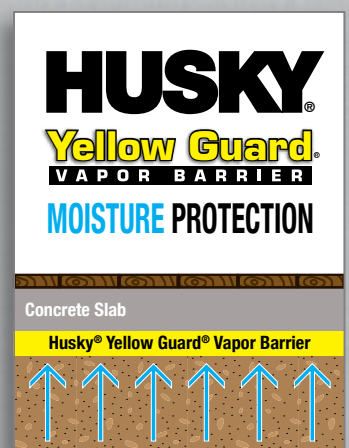 HUSKY®
Yellow Guard®
VAPOR BARRIER
MOISTURE PROTECTION
Concrete Slab
Husky® Yellow Guard® Vapor Barrier